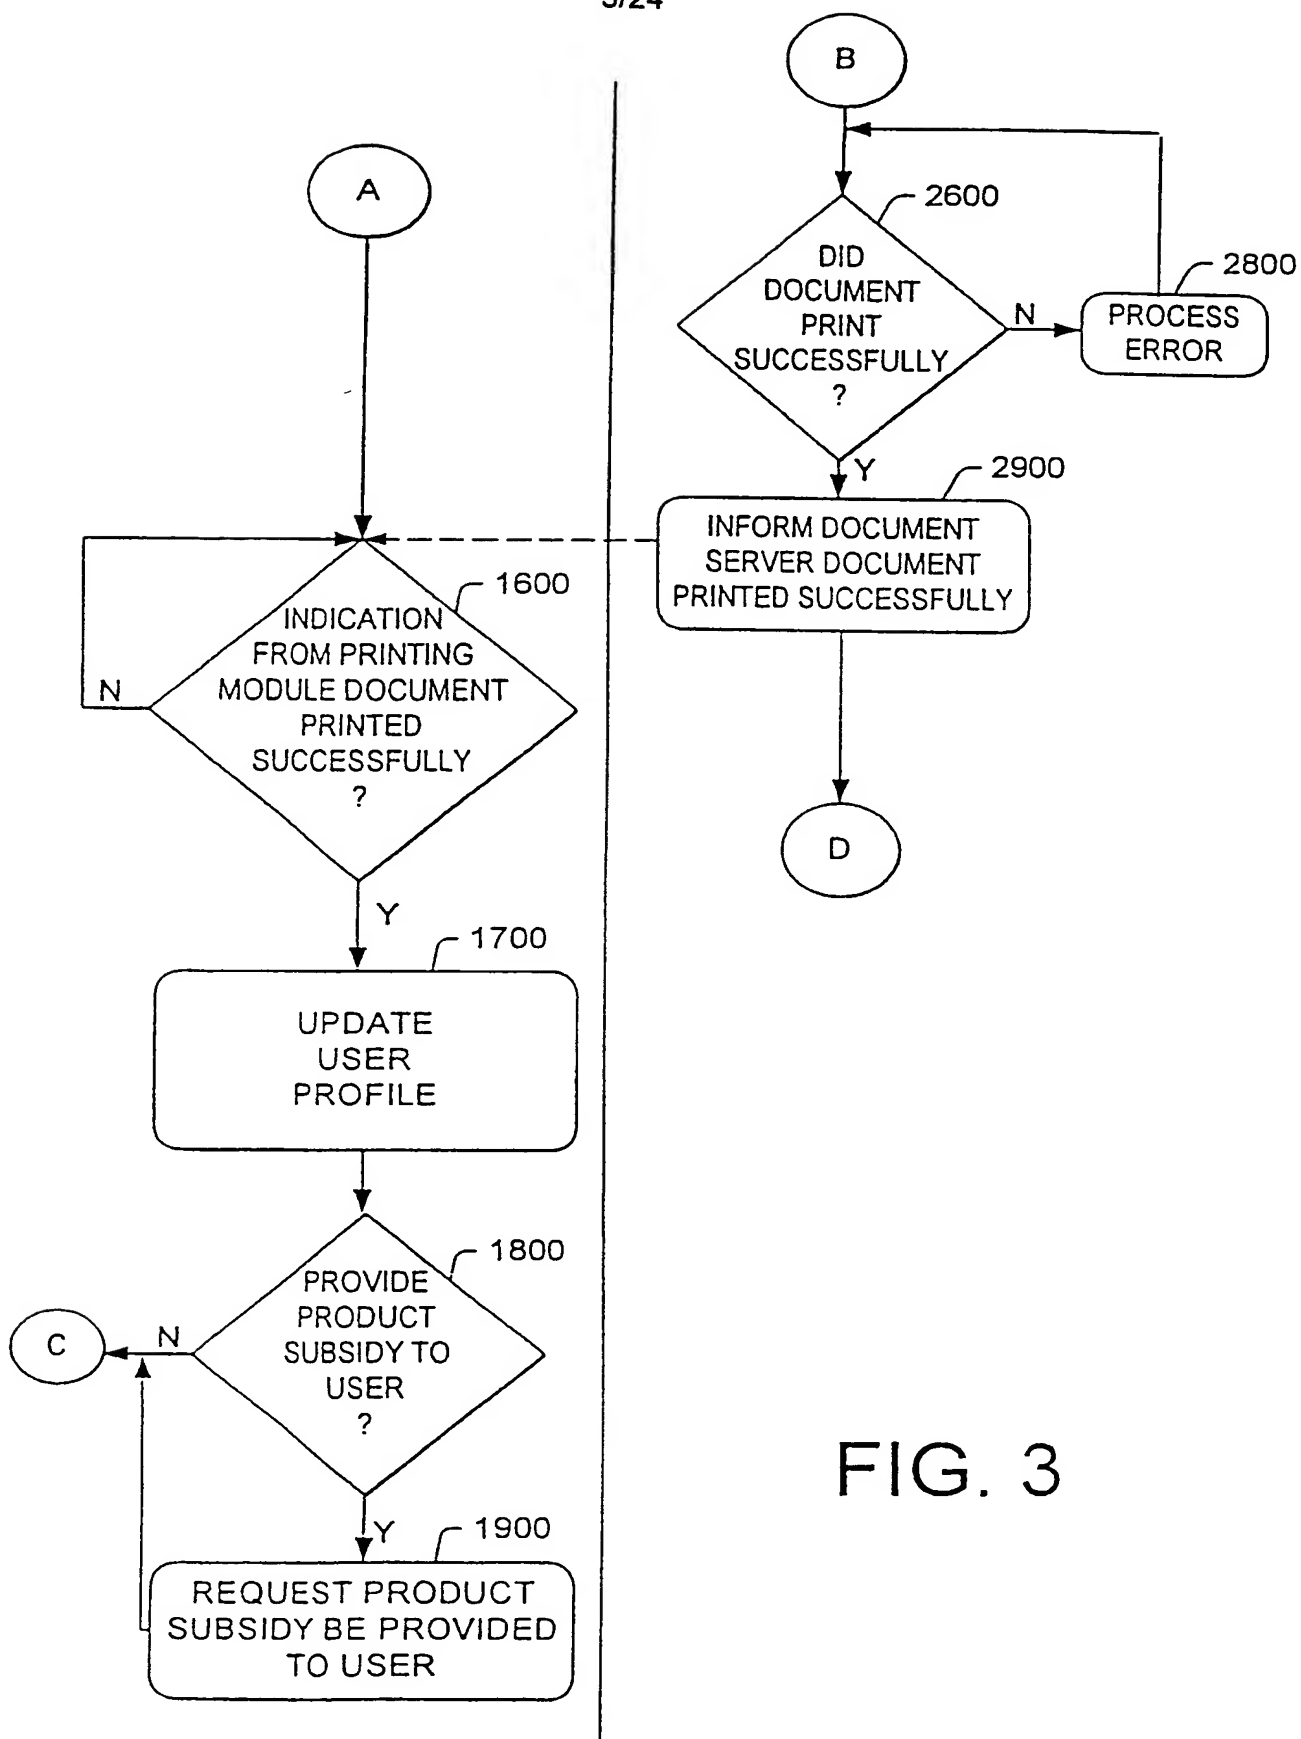 3/24
B
A
2600
DID
DOCUMENT
PRINT
SUCCESSFULLY
?
N
2800
PROCESS
ERROR
Y
2900
INFORM DOCUMENT
SERVER DOCUMENT
PRINTED SUCCESSFULLY
D
1600
INDICATION
FROM PRINTING
MODULE DOCUMENT
PRINTED
SUCCESSFULLY
?
N
Y
1700
UPDATE
USER
PROFILE
1800
PROVIDE
PRODUCT
SUBSIDY TO
USER
?
N
C
Y
1900
REQUEST PRODUCT
SUBSIDY BE PROVIDED
TO USER
FIG. 3